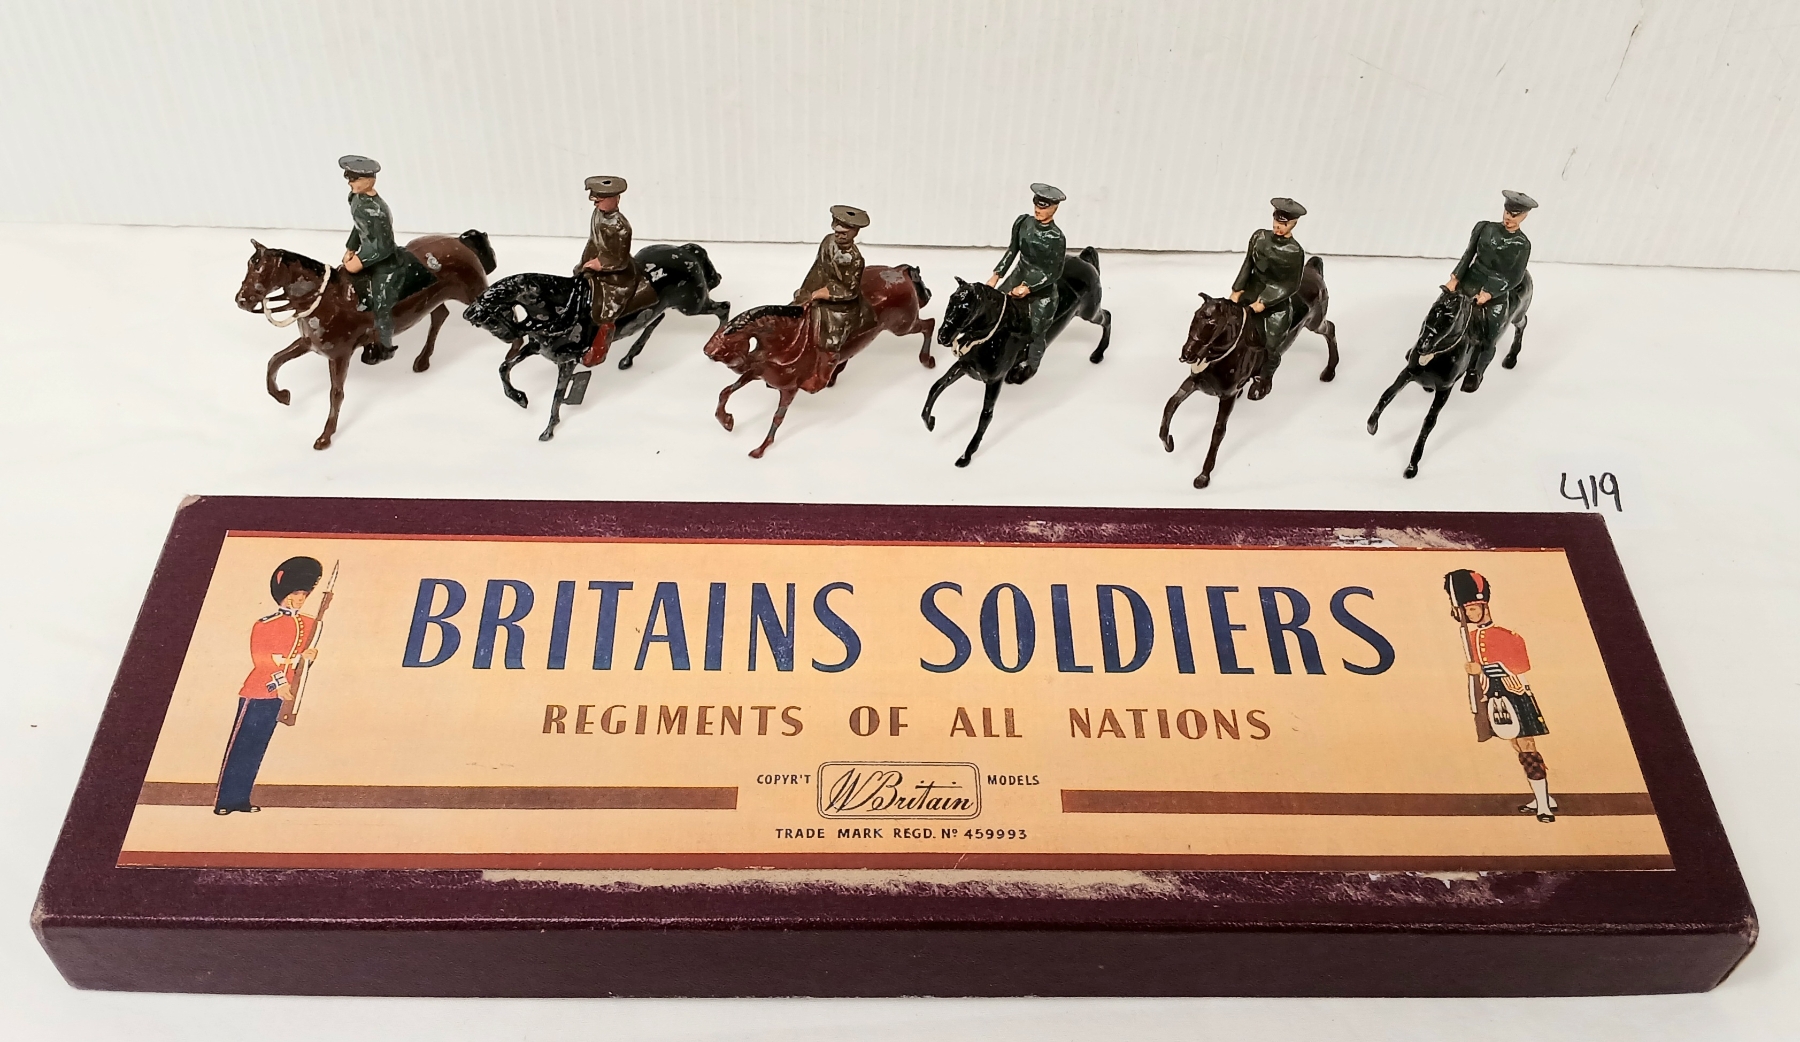 419
BRITAINS SOLDIERS
REGIMENTS OF ALL NATIONS
COPYR'T W Britain MODELS
TRADE MARK REGD. Nº 459993